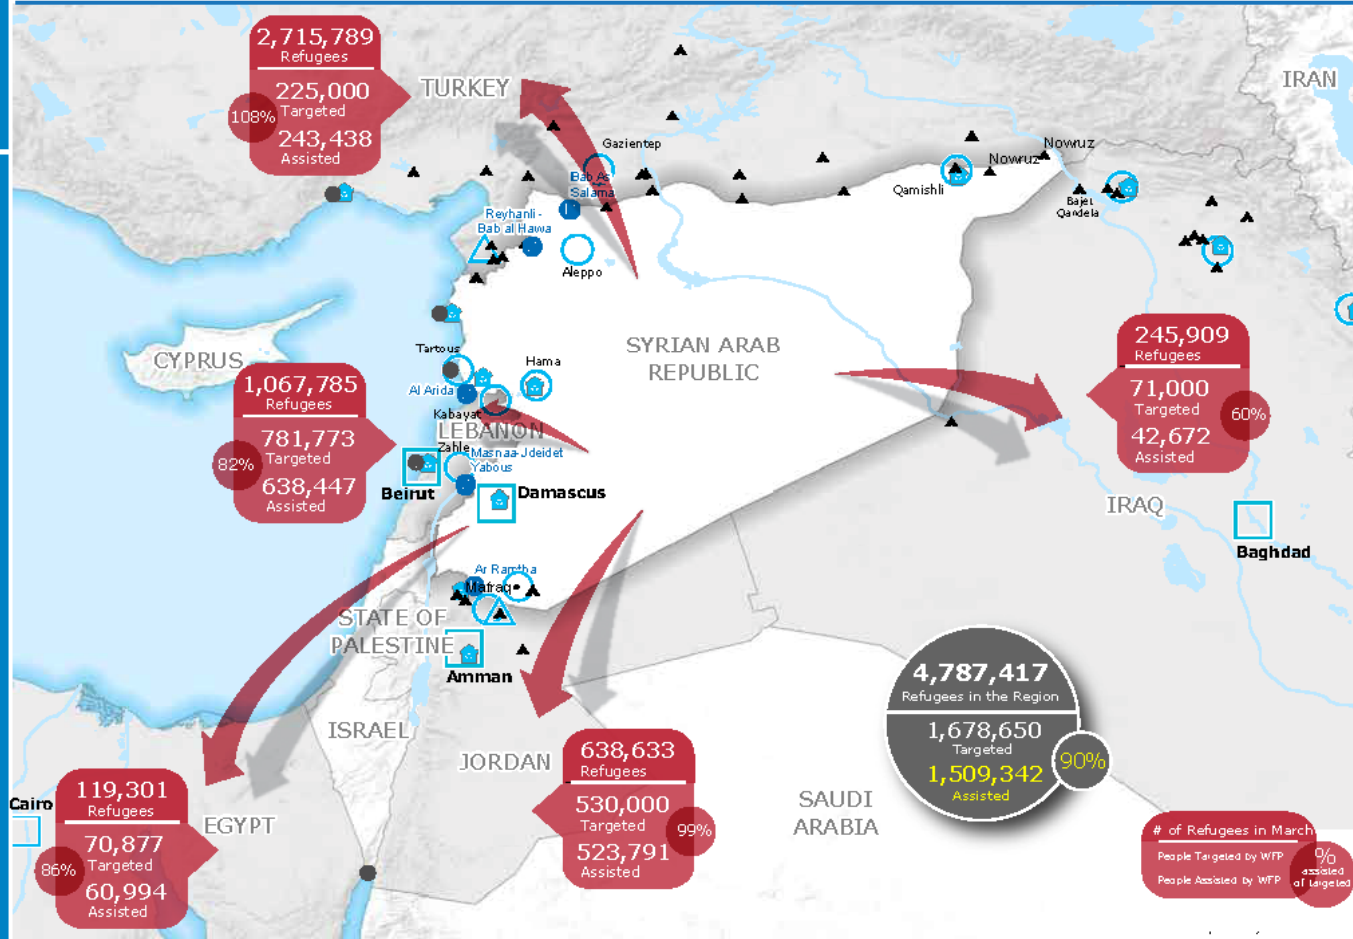 2,715,789
Refugees
225,000
Targeted
108%
243,438
Assisted
TURKEY
IRAN
Gazientep
Bab As
Salama
Reyhanli -
Bab al Hawa
Aleppo
Qamishli
Nowruz
Nowruz
Bajet
Qandela
CYPRUS
SYRIAN ARAB
REPUBLIC
Tartous
Hama
Al Arida
Kabayat
LEBANON
Zahle
Masnaa-Jdeidet
Yabous
Beirut
Damascus
1,067,785
Refugees
781,773
Targeted
82%
638,447
Assisted
245,909
Refugees
71,000
Targeted
60%
42,672
Assisted
IRAQ
Baghdad
Ar Ramtha
Mafraq
STATE OF
PALESTINE
Amman
ISRAEL
JORDAN
638,633
Refugees
530,000
Targeted
99%
523,791
Assisted
4,787,417
Refugees in the Region
1,678,650
Targeted
90%
1,509,342
Assisted
119,301
Refugees
70,877
Targeted
86%
60,994
Assisted
Cairo
EGYPT
SAUDI
ARABIA
# of Refugees in March
People Targeted by WFP
People Assisted by WFP
%
assisted
of targeted